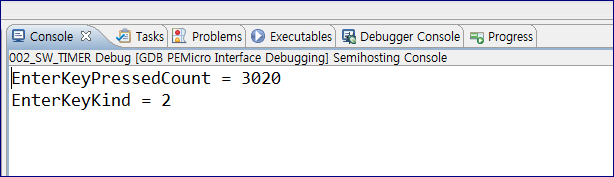 Console Tasks Problems Executables Debugger Console Progress
002_SW_TIMER Debug [GDB PEMicro Interface Debugging] Semihosting Console
EnterKeyPressedCount = 3020
EnterKeyKind = 2